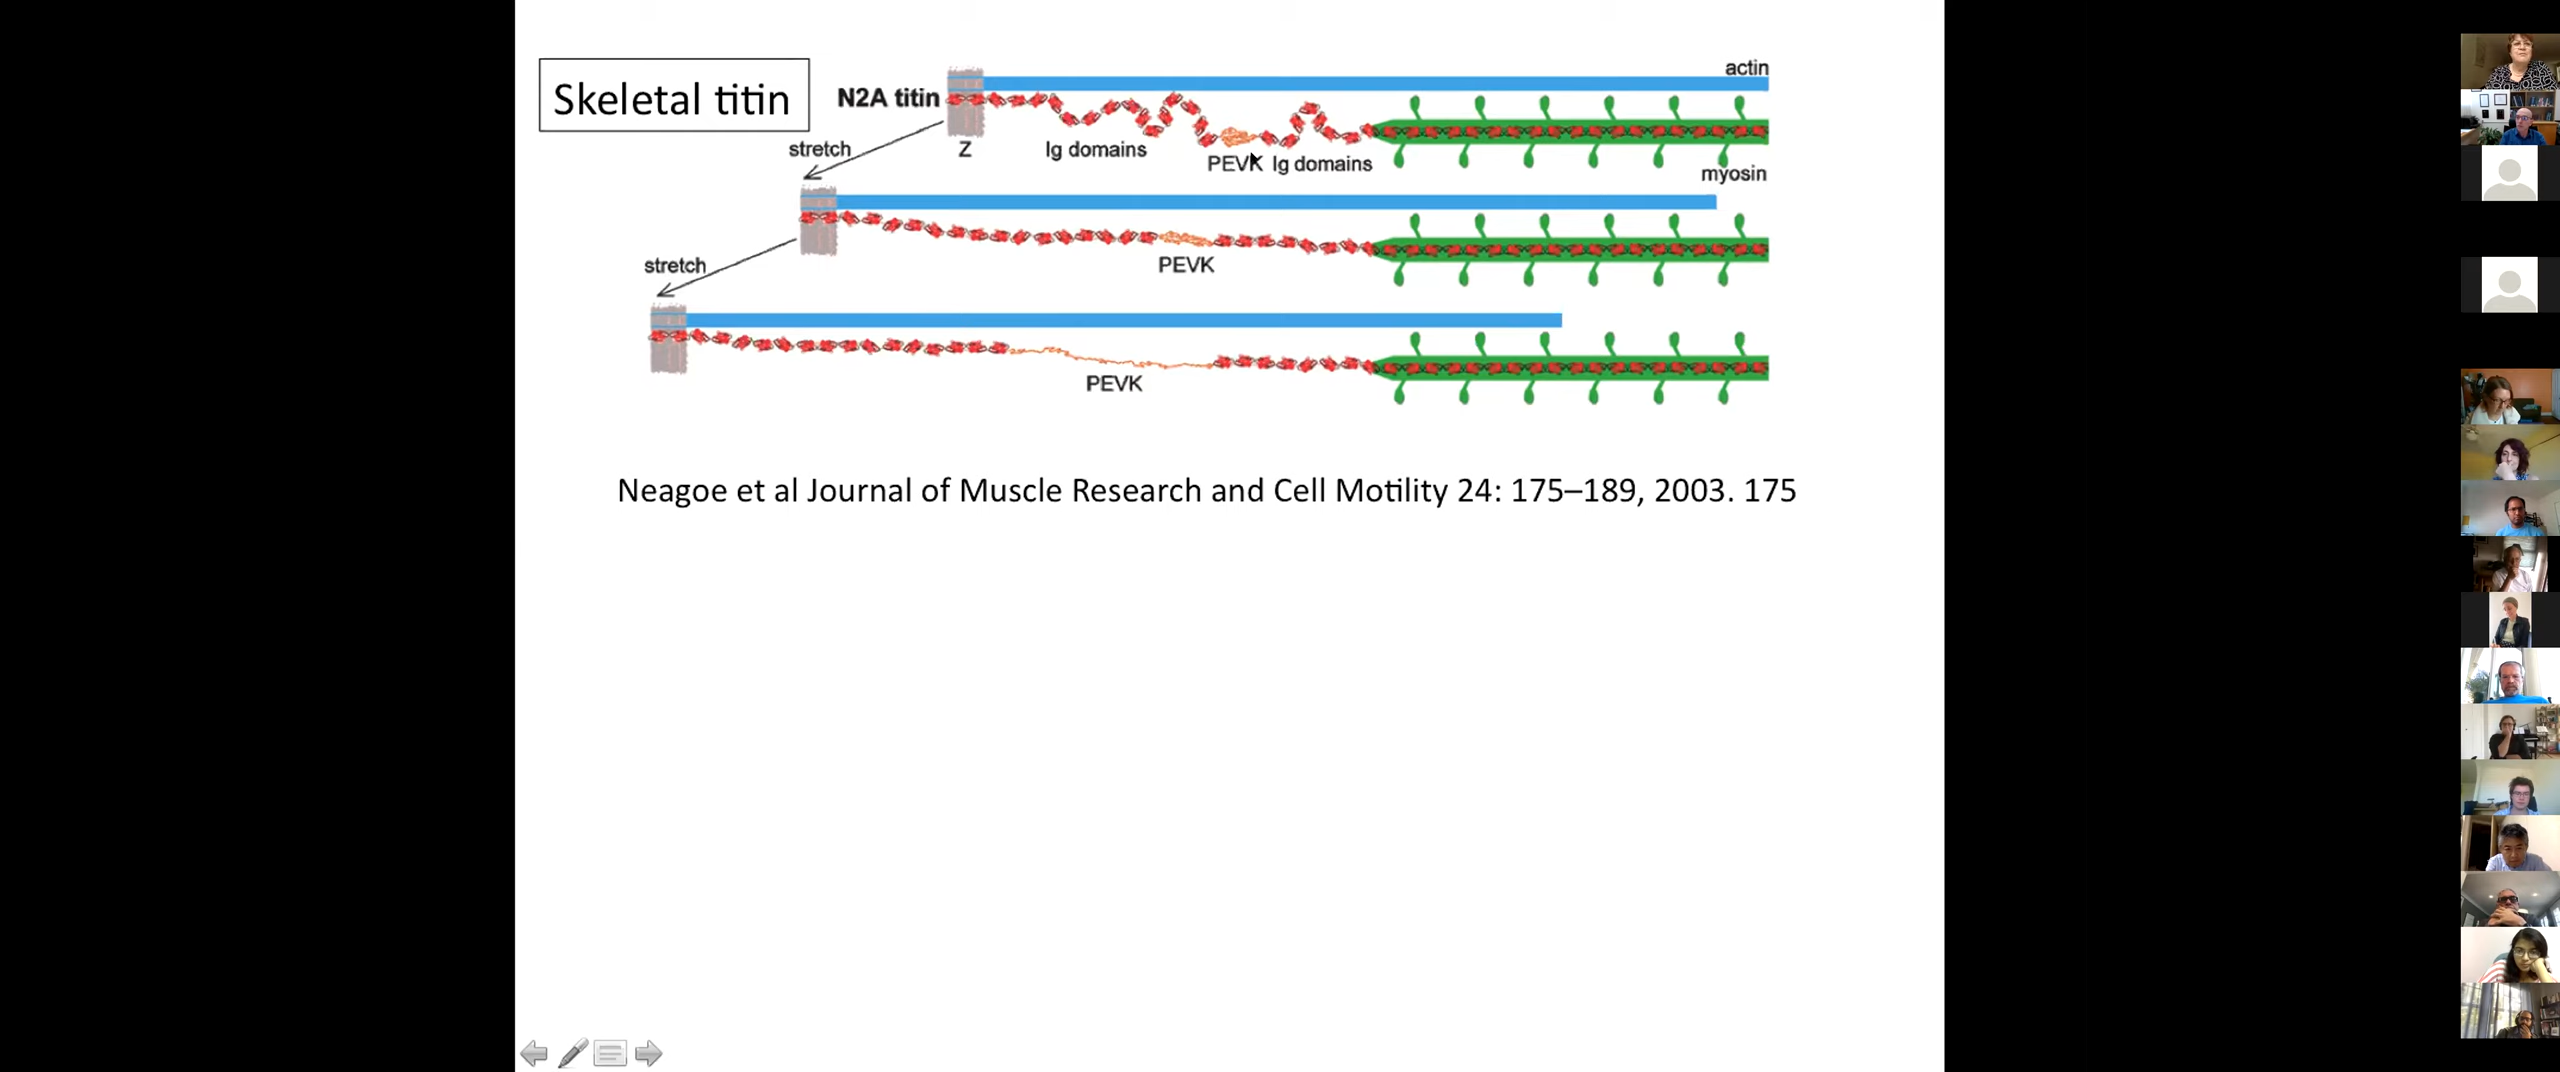 Skeletal titin
actin
N2A titin
stretch
Z
Ig domains
PEVK
Ig domains
myosin
stretch
PEVK
PEVK
Neagoe et al Journal of Muscle Research and Cell Motility 24: 175–189, 2003. 175